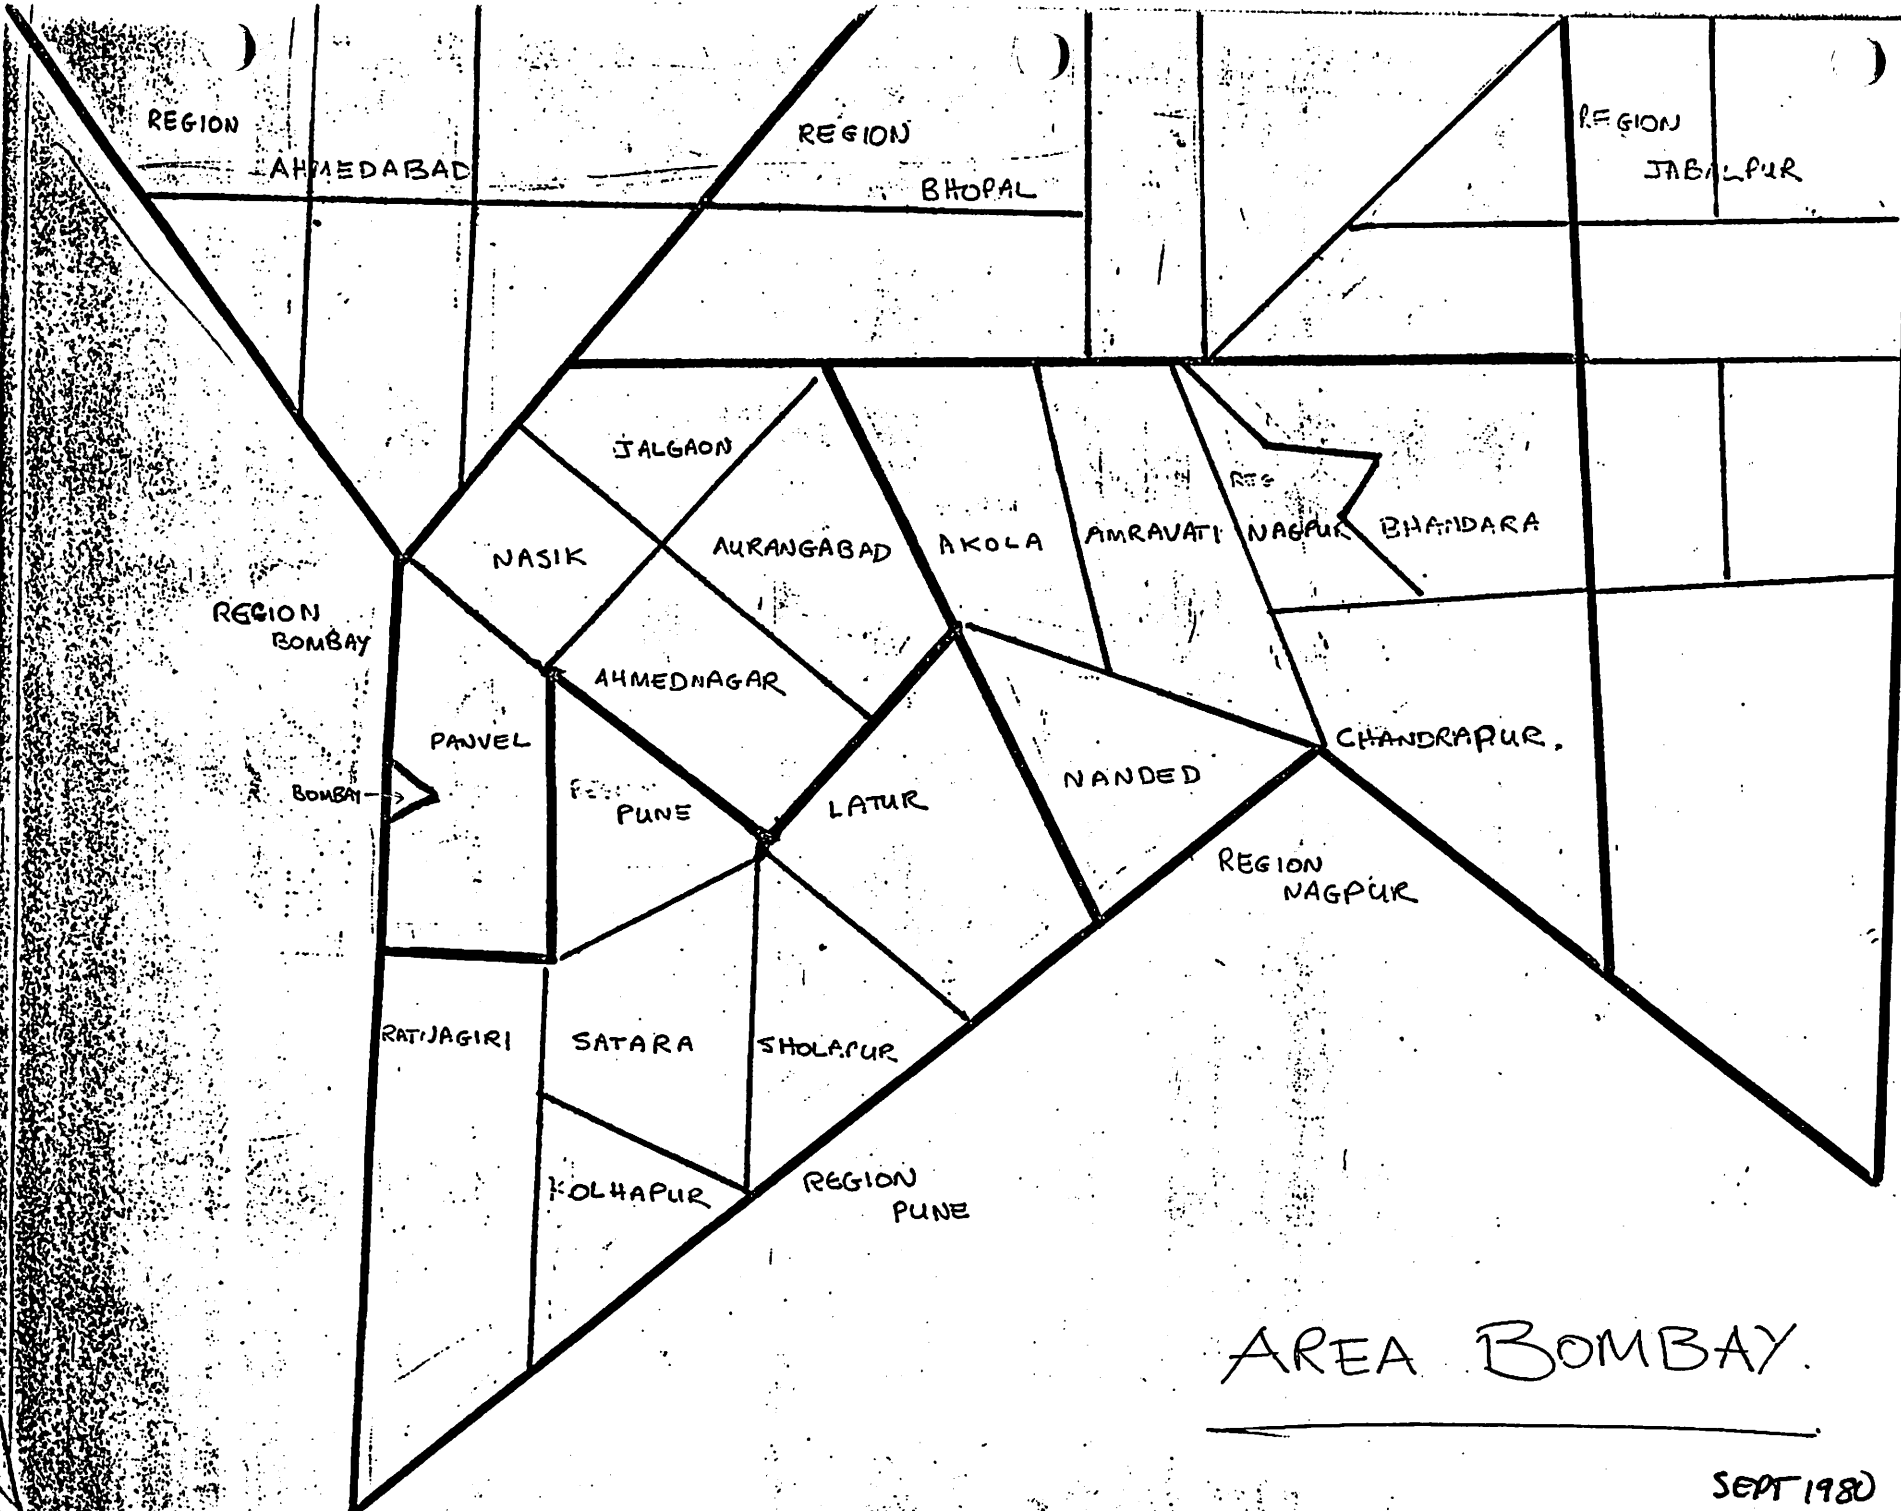 REGION
AHMEDABAD
REGION
BHOPAL
REGION
JABALPUR
JALGAON
NASIK
AURANGABAD
AKOLA
AMRAVATI
REG
NAGPUR
BHANDARA
REGION
BOMBAY
AHMEDNAGAR
PANVEL
BOMBAY
PUNE
LATUR
NANDED
CHANDRAPUR.
REGION
NAGPUR
RATNAGIRI
SATARA
SHOLAPUR
KOLHAPUR
REGION
PUNE
AREA BOMBAY.
SEPT 1980